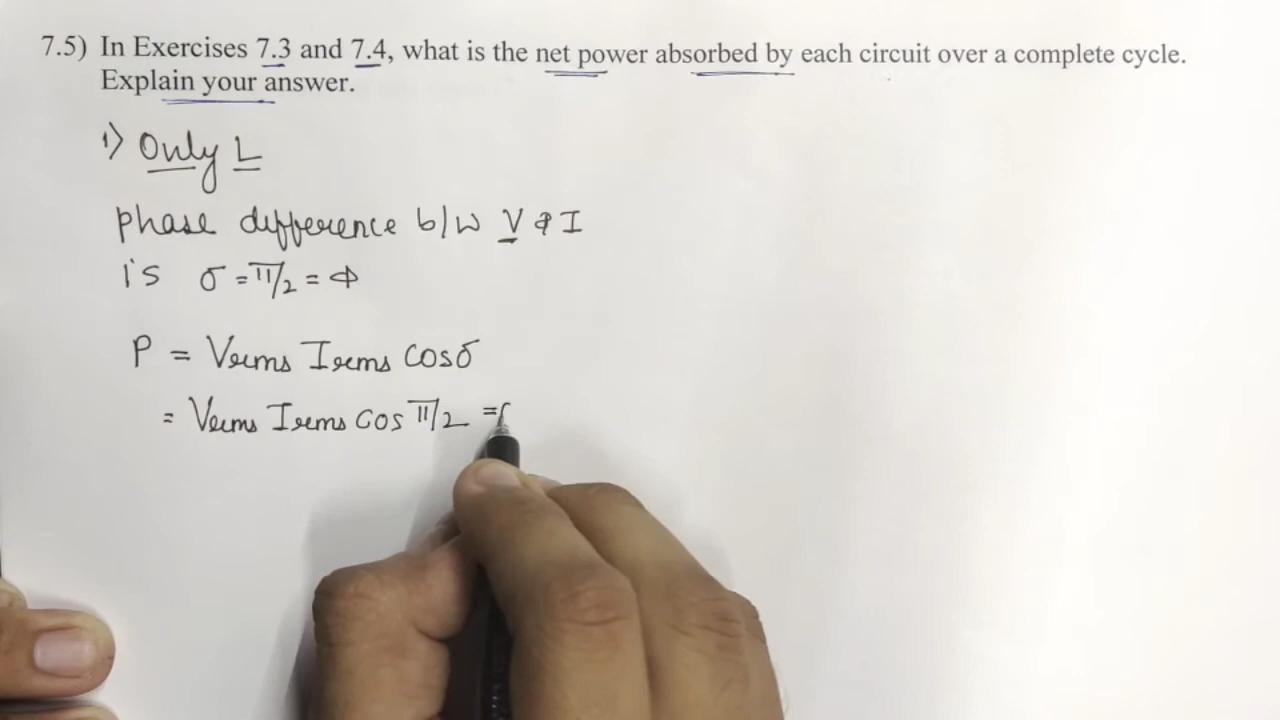 7.5) In Exercises 7.3 and 7.4, what is the net power absorbed by each circuit over a complete cycle.
Explain your answer.
1) Only L
phase difference b/w V & I
is σ = π/2 = Φ
P = Vrms Irms cosσ
= Vrms Irms cos π/2 =